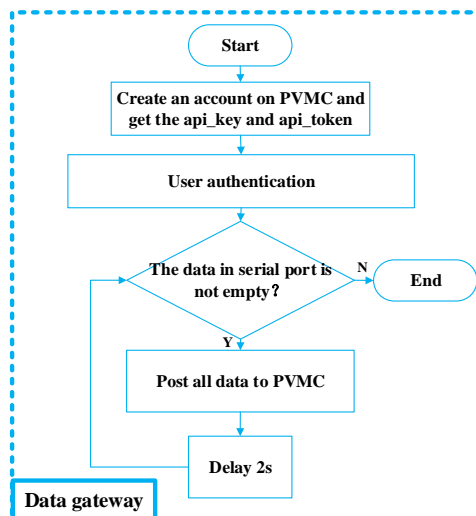 Start
Create an account on PVMC and
get the api_key and api_token
User authentication
The data in serial port is
not empty?
N
End
Y
Post all data to PVMC
Delay 2s
Data gateway